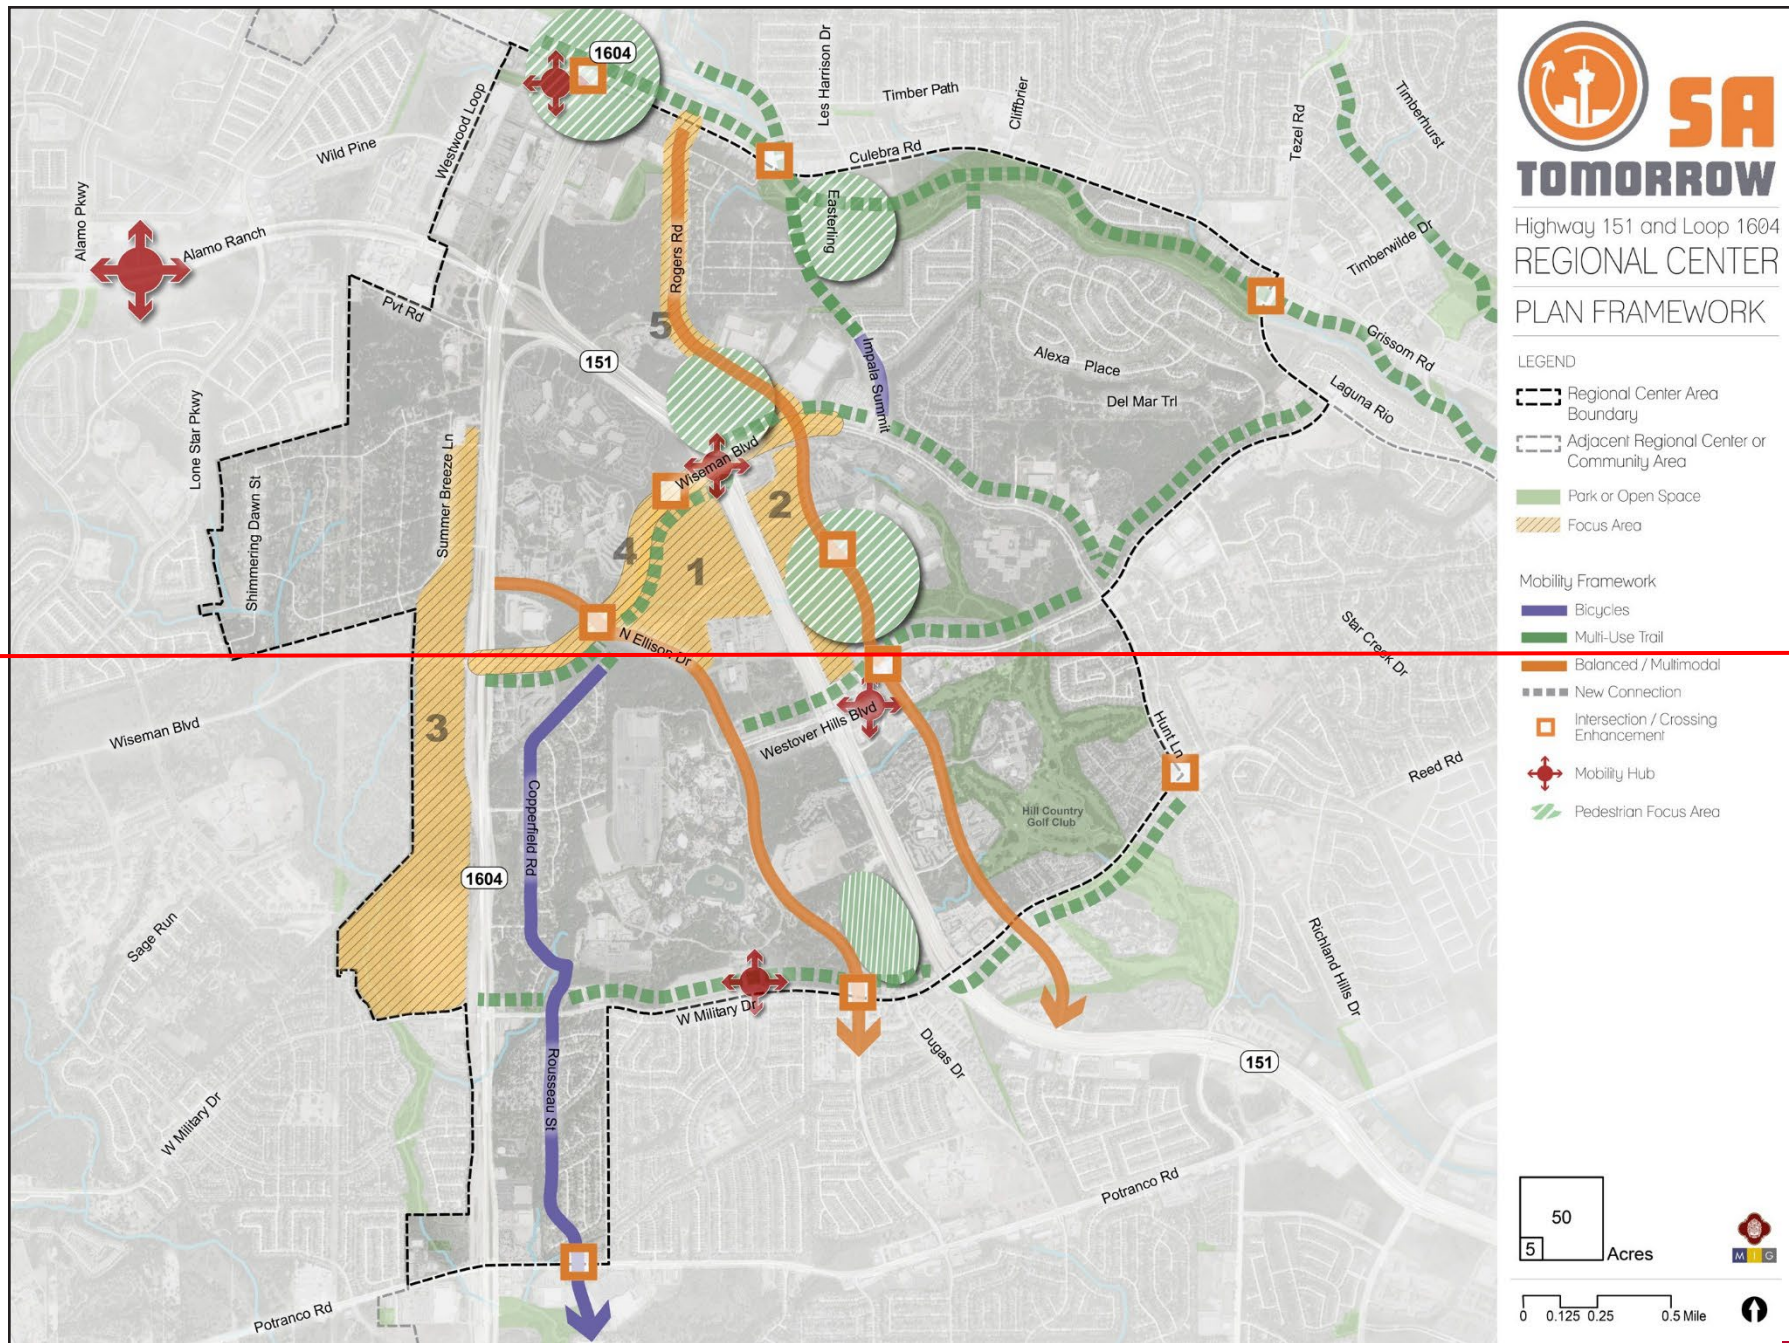 1604
Les Harrison Dr
Timber Path
Cliffbrier
Tezel Rd
Timberhurst
Westwood Loop
Wild Pine
Culebra Rd
Alamo Pkwy
Alamo Ranch
Easterling
Timberwilde Dr
Rogers Rd
Pvt Rd
5
151
Impala Summit
Alexa Place
Grissom Rd
Laguna Rio
Del Mar Trl
Lone Star Pkwy
Summer Breeze Ln
Shimmering Dawn St
Wiseman Blvd
2
4
1
N Ellison Dr
Star Creek Dr
3
Wiseman Blvd
Westover Hills Blvd
Hunt Ln
Reed Rd
Copperfield Rd
Hill Country
Golf Club
1604
Sage Run
Richland Hills Dr
W Military Dr
Dugas Dr
151
Rousseau St
W Military Dr
Potranco Rd
Potranco Rd
SA
TOMORROW
Highway 151 and Loop 1604
REGIONAL CENTER
PLAN FRAMEWORK
LEGEND
Regional Center Area
Boundary
Adjacent Regional Center or
Community Area
Park or Open Space
Focus Area
Mobility Framework
Bicycles
Multi-Use Trail
Balanced / Multimodal
New Connection
Intersection / Crossing
Enhancement
Mobility Hub
Pedestrian Focus Area
50
5
Acres
M I G
0 0.125 0.25 0.5 Mile